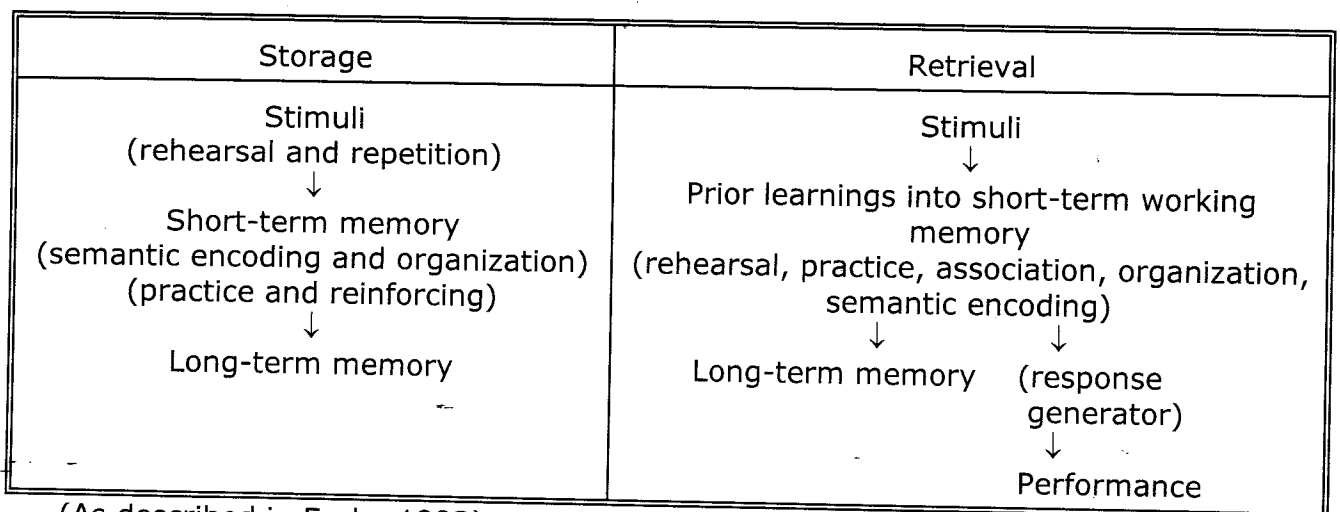 Storage
Stimuli
(rehearsal and repetition)
↓
Short-term memory
(semantic encoding and organization)
(practice and reinforcing)
↓
Long-term memory
Retrieval
Stimuli
↓
Prior learnings into short-term working
memory
(rehearsal, practice, association, organization,
semantic encoding)
↓ ↓
Long-term memory (response
generator)
↓
Performance
(As described in